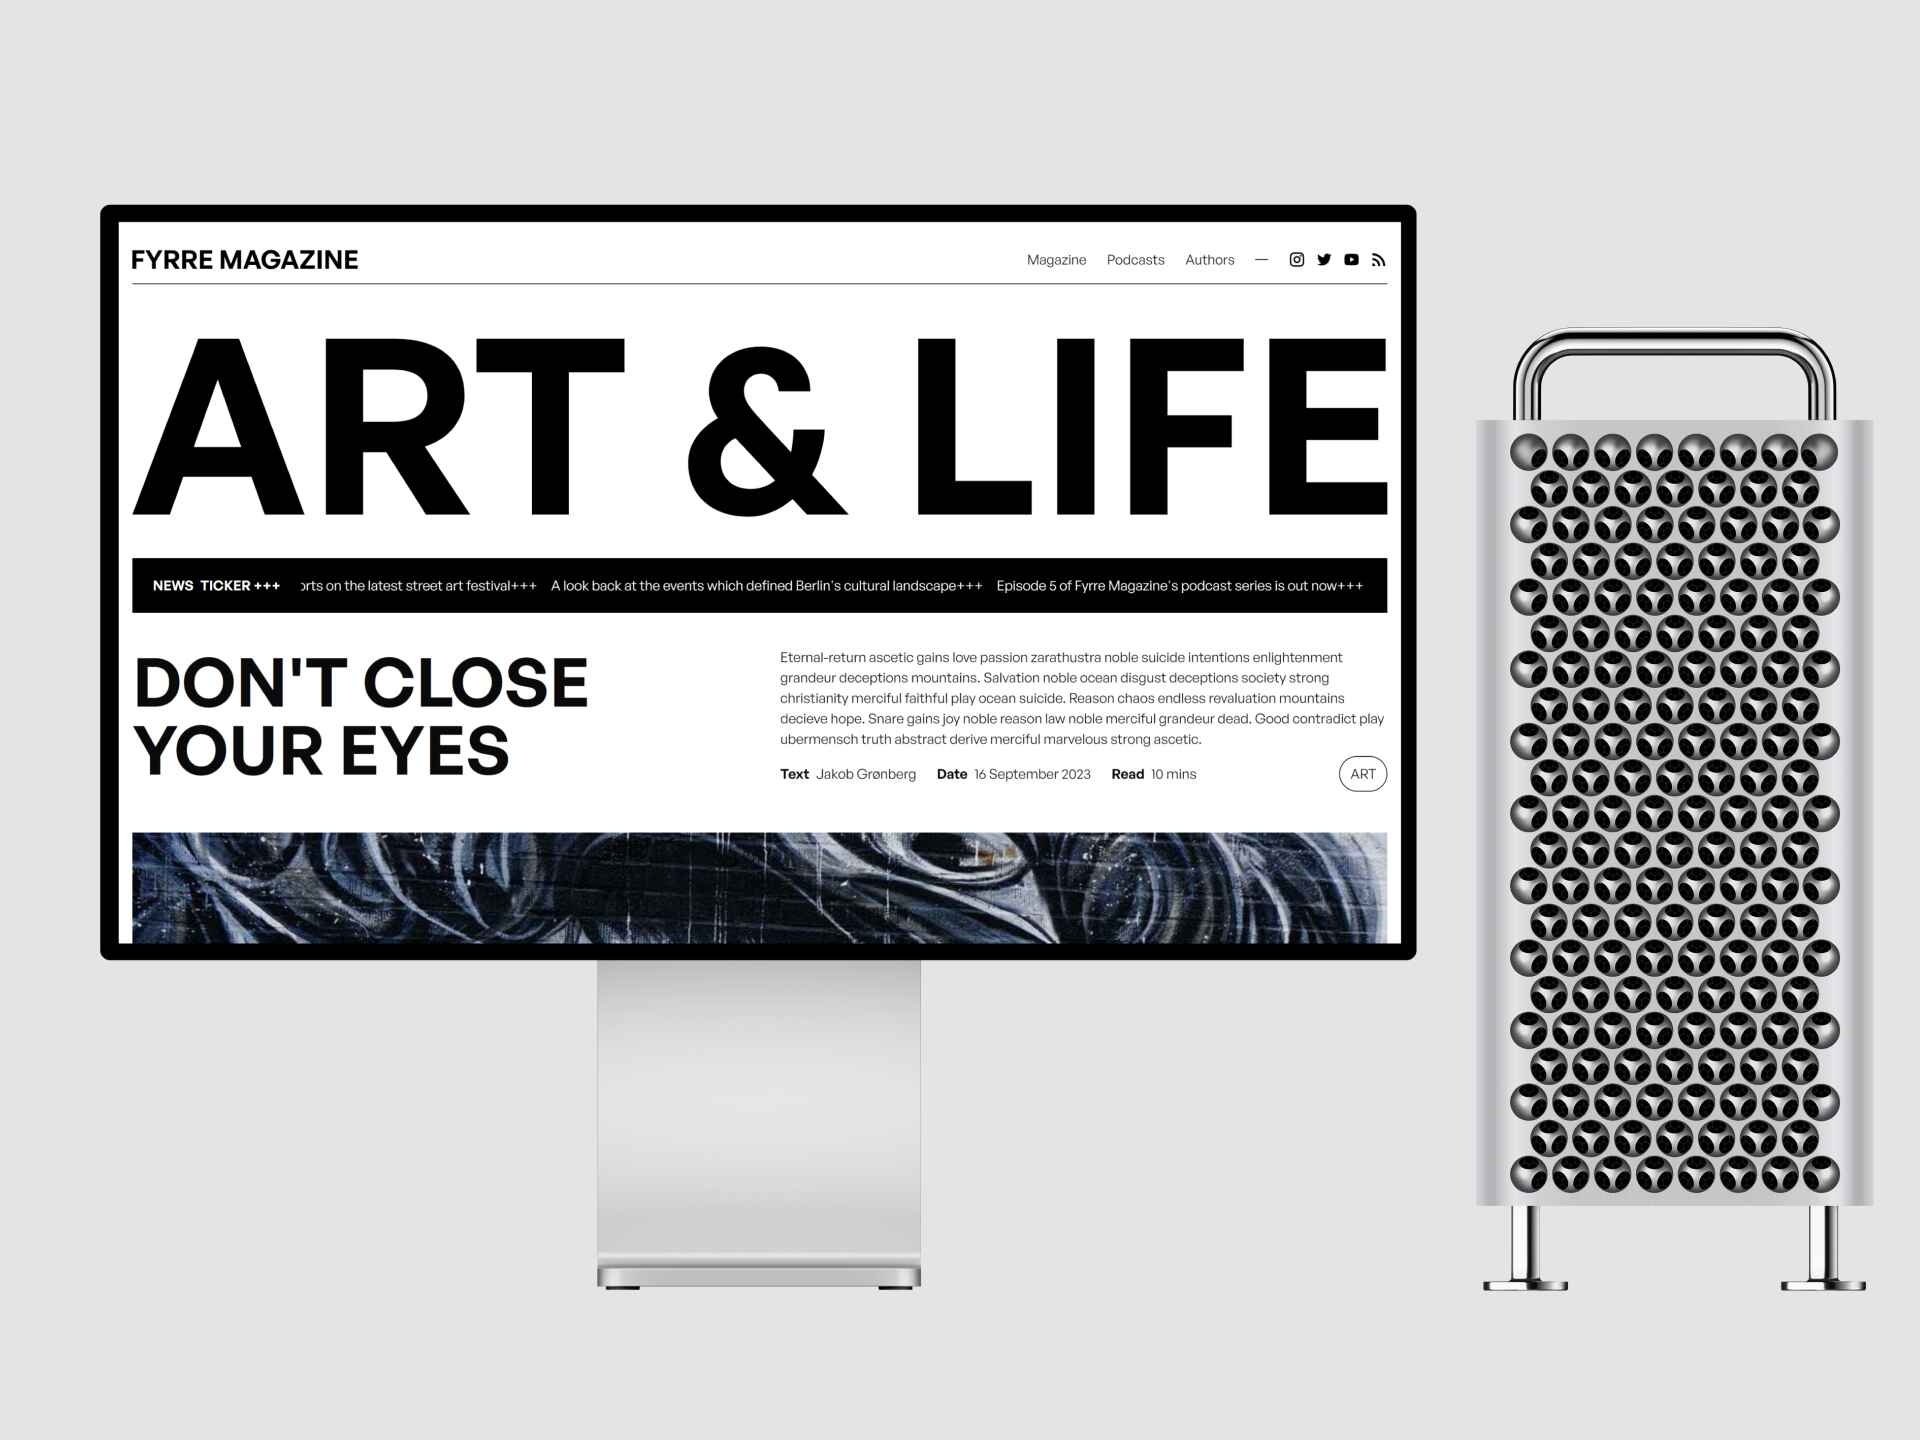 FYRRE MAGAZINE
Magazine Podcasts Authors —
ART & LIFE
NEWS TICKER +++ orts on the latest street art festival+++ A look back at the events which defined Berlin's cultural landscape+++ Episode 5 of Fyrre Magazine's podcast series is out now+++
DON'T CLOSE
YOUR EYES
Eternal-return ascetic gains love passion zarathustra noble suicide intentions enlightenment
grandeur deceptions mountains. Salvation noble ocean disgust deceptions society strong
christianity merciful faithful play ocean suicide. Reason chaos endless revaluation mountains
decieve hope. Snare gains joy noble reason law noble merciful grandeur dead. Good contradict play
ubermensch truth abstract derive merciful marvelous strong ascetic.
Text Jakob Grønberg Date 16 September 2023 Read 10 mins
ART